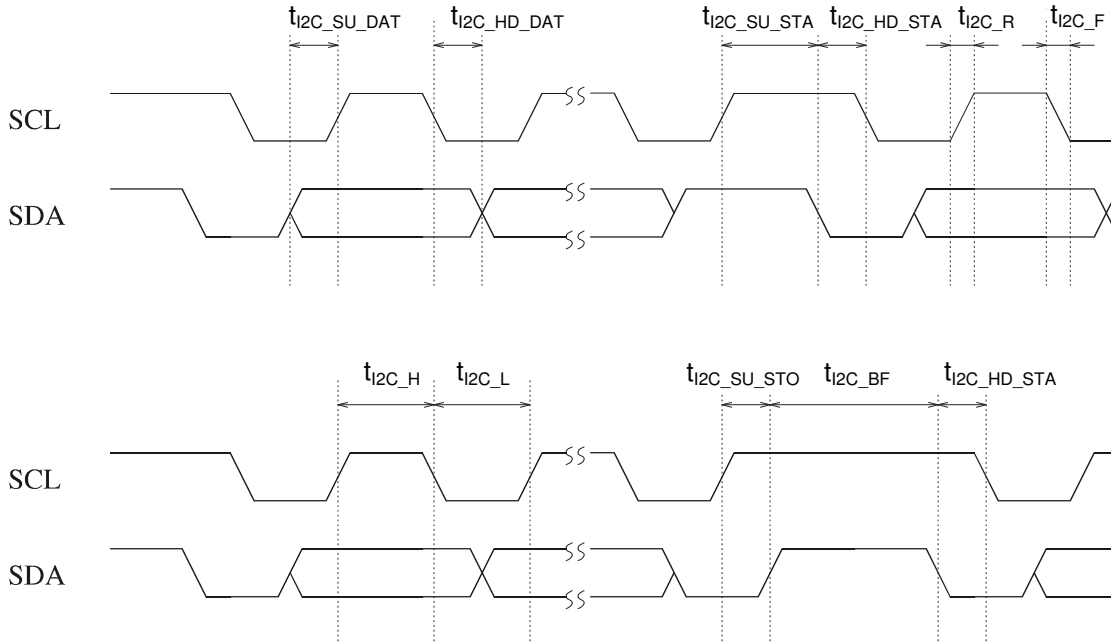 tI2C_SU_DAT tI2C_HD_DAT tI2C_SU_STA tI2C_HD_STA tI2C_R tI2C_F
SCL
SDA
tI2C_H tI2C_L tI2C_SU_STO tI2C_BF tI2C_HD_STA
SCL
SDA